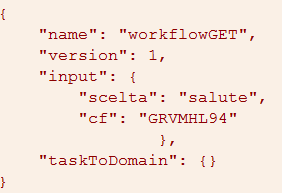 {
"name": "workflowGET",
"version": 1,
"input": {
"scelta": "salute",
"cf": "GRVMHL94"
},
"taskToDomain": {}
}